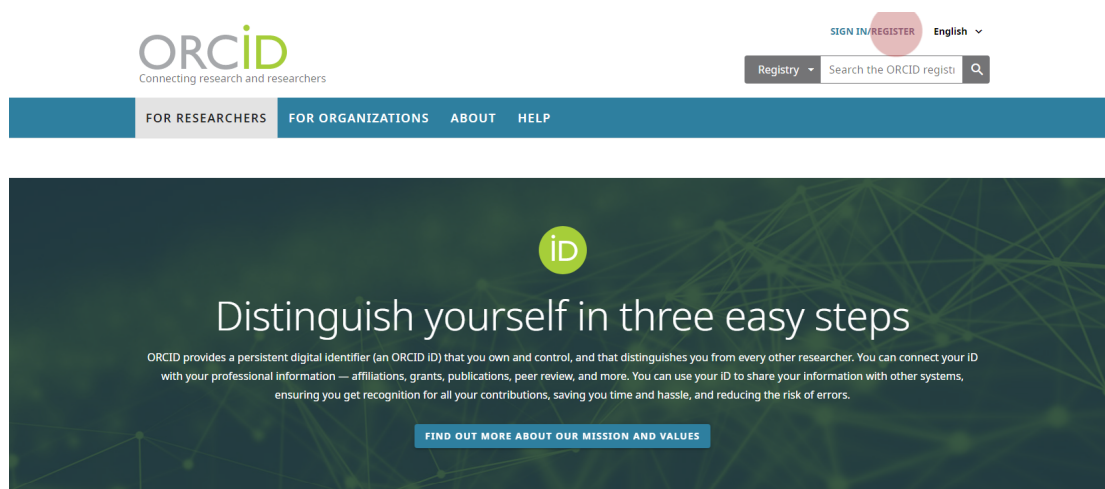 ORCiD
Connecting research and researchers
SIGN IN/REGISTER English
Registry Search the ORCID regist
FOR RESEARCHERS FOR ORGANIZATIONS ABOUT HELP
iD
Distinguish yourself in three easy steps
ORCID provides a persistent digital identifier (an ORCID iD) that you own and control, and that distinguishes you from every other researcher. You can connect your iD
with your professional information — affiliations, grants, publications, peer review, and more. You can use your iD to share your information with other systems,
ensuring you get recognition for all your contributions, saving you time and hassle, and reducing the risk of errors.
FIND OUT MORE ABOUT OUR MISSION AND VALUES